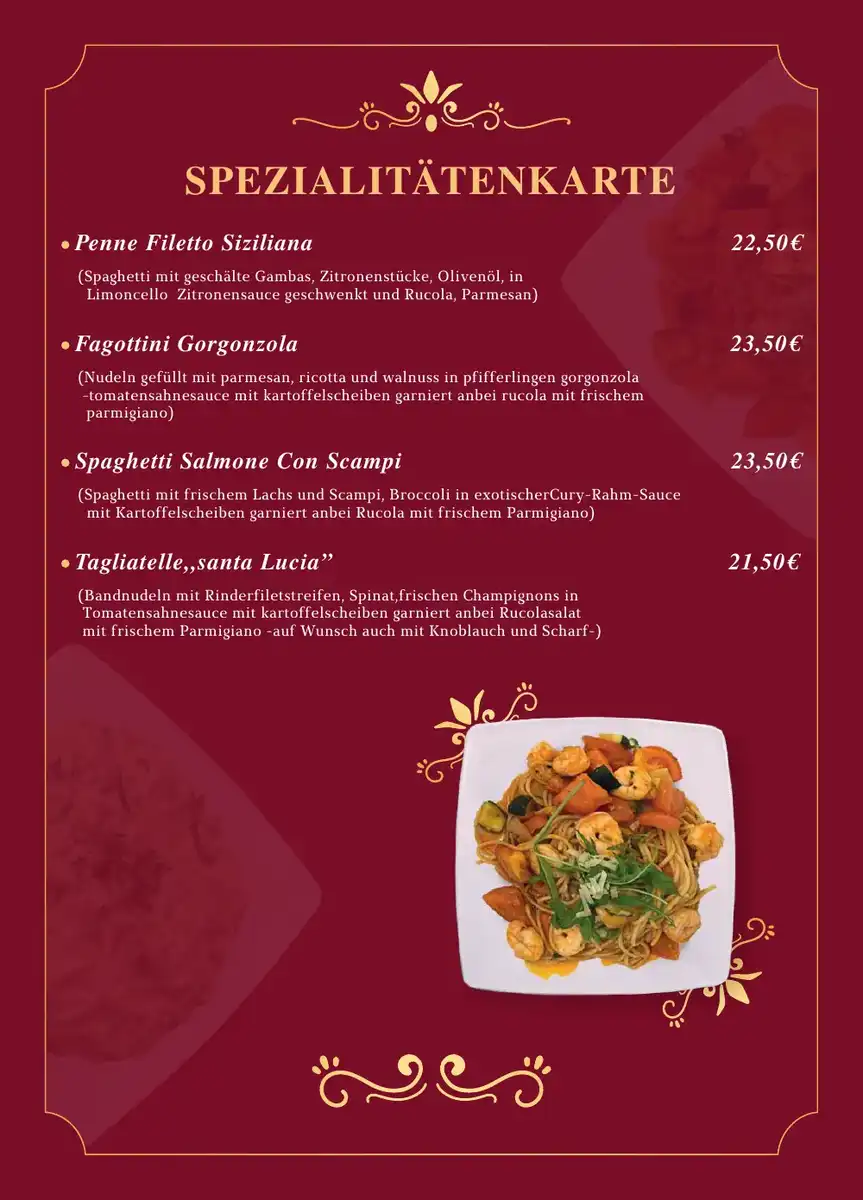 SPEZIALITÄTENKARTE
• Penne Filetto Siziliana 22,50€
(Spaghetti mit geschälte Gambas, Zitronenstücke, Olivenöl, in
Limoncello Zitronensauce geschwenkt und Rucola, Parmesan)
• Fagottini Gorgonzola 23,50€
(Nudeln gefüllt mit parmesan, ricotta und walnuss in pfifferlingen gorgonzola
-tomatensahnesauce mit kartoffelscheiben garniert anbei rucola mit frischem
parmigiano)
• Spaghetti Salmone Con Scampi 23,50€
(Spaghetti mit frischem Lachs und Scampi, Broccoli in exotischerCury-Rahm-Sauce
mit Kartoffelscheiben garniert anbei Rucola mit frischem Parmigiano)
• Tagliatelle,,santa Lucia” 21,50€
(Bandnudeln mit Rinderfiletstreifen, Spinat,frischen Champignons in
Tomatensahnesauce mit kartoffelscheiben garniert anbei Rucolasalat
mit frischem Parmigiano -auf Wunsch auch mit Knoblauch und Scharf-)